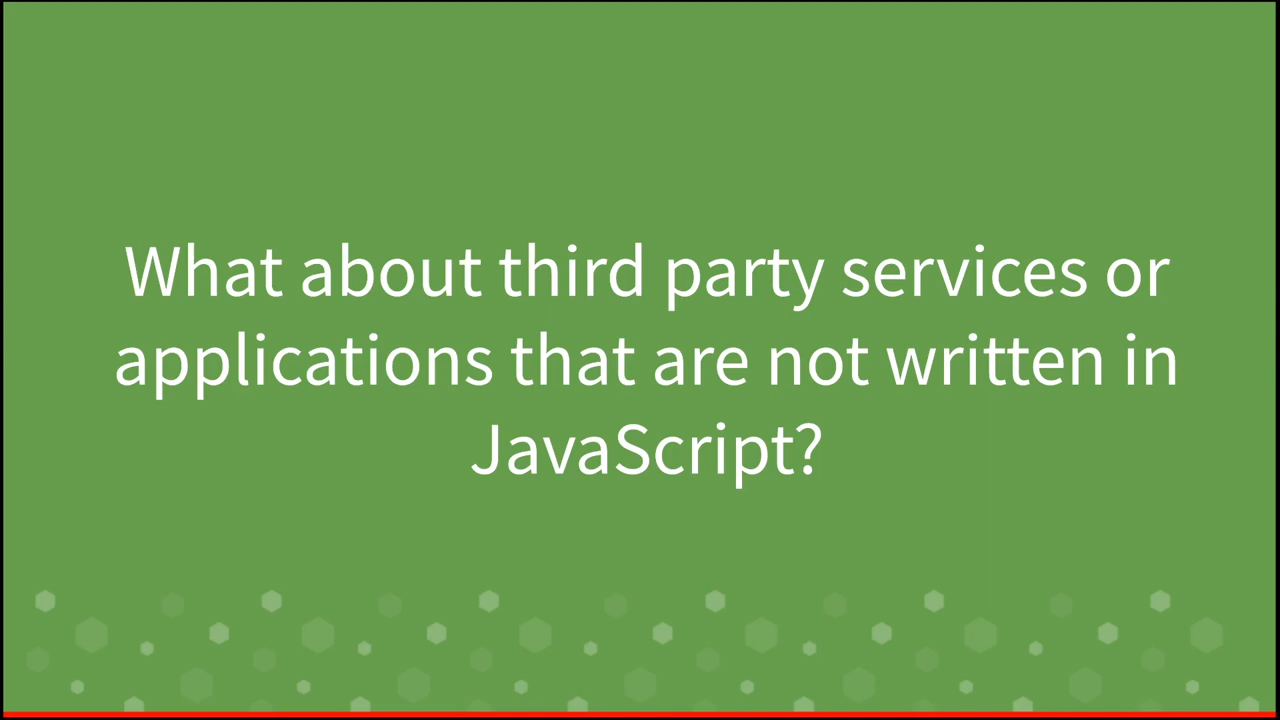 What about third party services or
applications that are not written in
JavaScript?